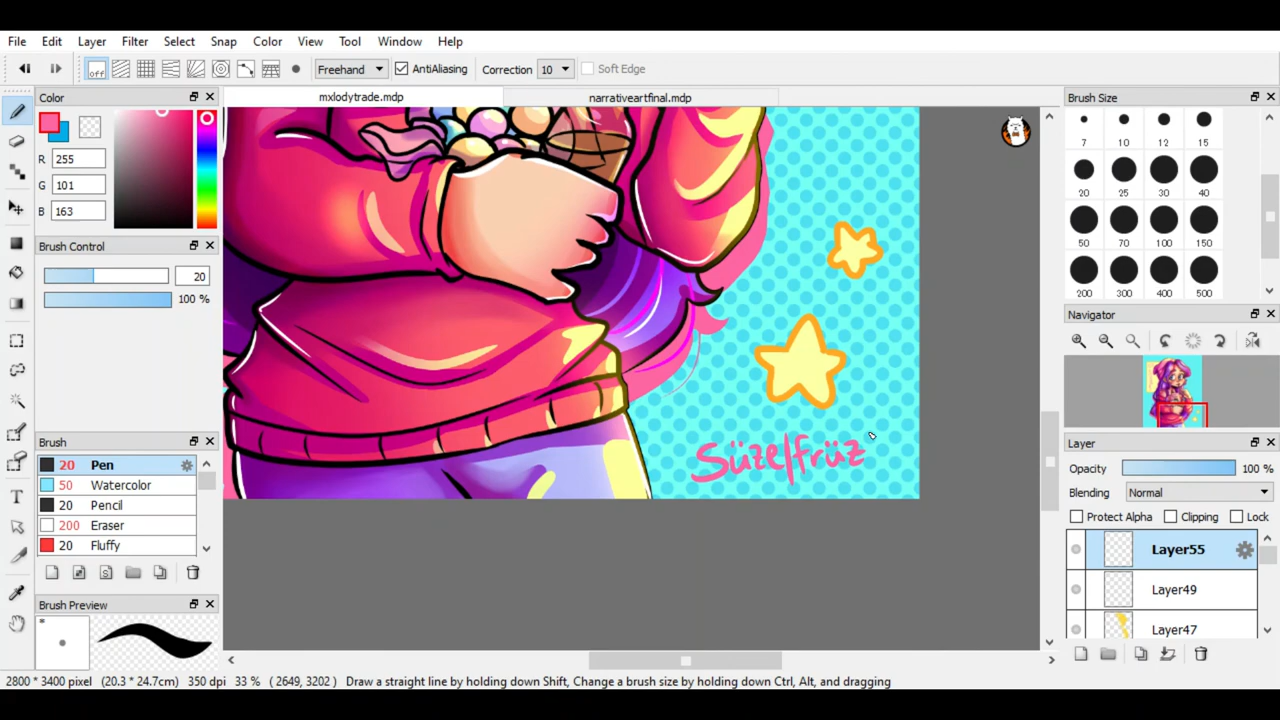 File Edit Layer Filter Select Snap Color View Tool Window Help
off Freehand AntiAliasing Correction 10 Soft Edge
Color
mxlodytrade.mdp narrativeartfinal.mdp
Brush Size
R 255
G 101
B 163
7 10 12 15
20 25 30 40
50 70 100 150
200 300 400 500
Brush Control
20
100 %
Navigator
Brush
20 Pen
50 Watercolor
20 Pencil
200 Eraser
20 Fluffy
Süzelfrüz
Layer
Opacity 100 %
Blending Normal
Protect Alpha Clipping Lock
Layer55
Layer49
Layer47
Brush Preview
*
2800 * 3400 pixel (20.3 * 24.7cm) 350 dpi 33 % ( 2649, 3202 ) Draw a straight line by holding down Shift, Change a brush size by holding down Ctrl, Alt, and dragging